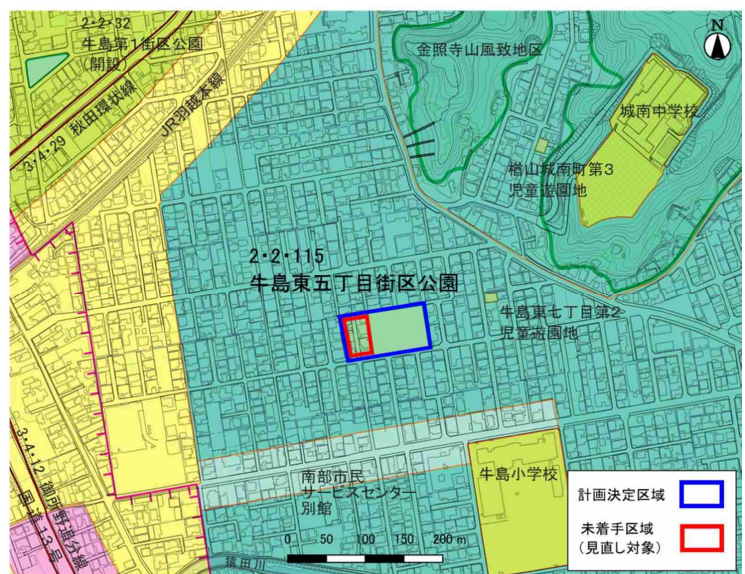 2・2・32
牛島第1街区公園
(開設)
3・4・29 秋田環状線
JR羽越本線
金照寺山風致地区
N
城南中学校
楢山城南町第3
児童遊園地
2・2・115
牛島東五丁目街区公園
牛島東七丁目第2
児童遊園地
3・4・12 御所野追分線
国道13号
南部市民
サービスセンター
別館
牛島小学校
猿田川
0 50 100 200 m
計画決定区域
未着手区域
(見直し対象)